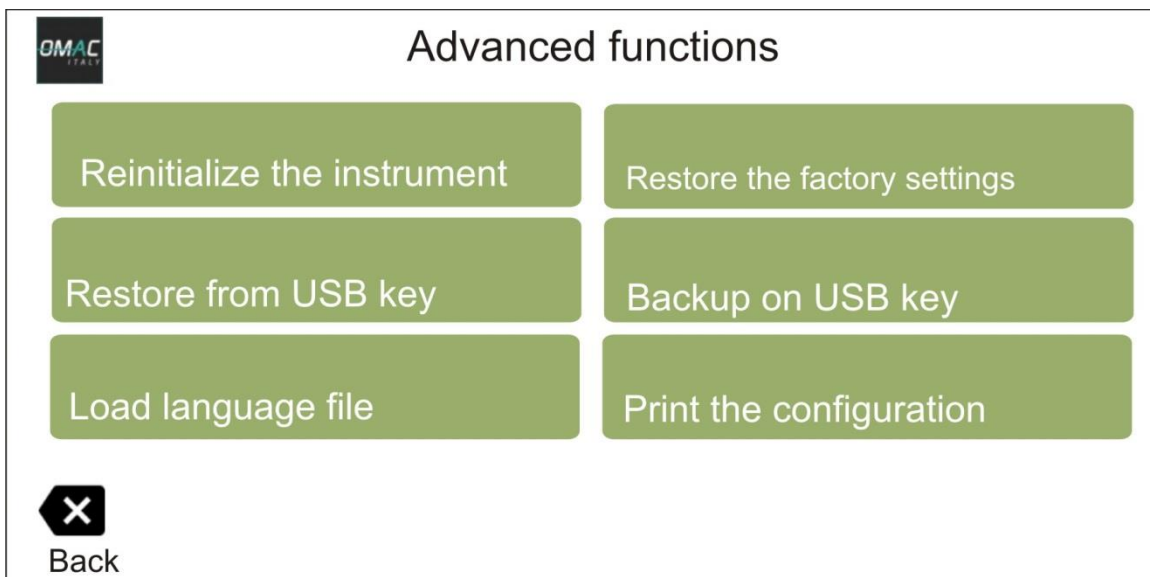 OMAC
ITALY
Advanced functions
Reinitialize the instrument
Restore the factory settings
Restore from USB key
Backup on USB key
Load language file
Print the configuration
Back